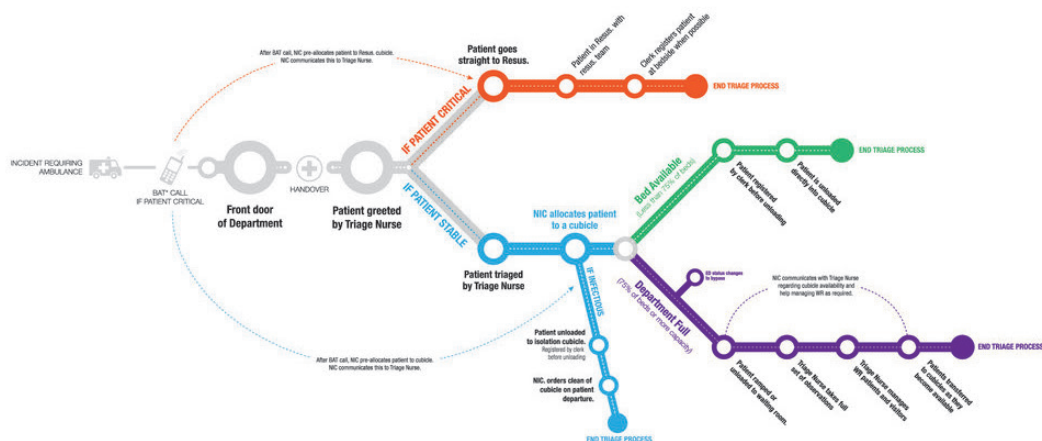 After BAT call, NIC pre-allocates patient to Resus. cubicle.
NIC communicates this to Triage Nurse.
Patient goes
straight to Resus.
Patient in Resus. with
resus. team
Clerk registers patient
at bedside when possible
END TRIAGE PROCESS
IF PATIENT CRITICAL
INCIDENT REQUIRING
AMBULANCE
BAT* CALL
IF PATIENT CRITICAL
Front door
of Department
HANDOVER
Patient greeted
by Triage Nurse
IF PATIENT STABLE
Patient triaged
by Triage Nurse
NIC allocates patient
to a cubicle
Bed Available
(Less than 75% of beds)
Patient registered
by clerk before unloading
Patient is unloaded
directly into cubicle
END TRIAGE PROCESS
IF INFECTIOUS
Patient unloaded
to isolation cubicle.
Registered by clerk
before unloading
NIC. orders clean of
cubicle on patient
departure.
END TRIAGE PROCESS
After BAT call, NIC pre-allocates patient to cubicle.
NIC communicates this to Triage Nurse.
Department Full
(75% of beds or more capacity)
ED status changes
to bypass
NIC communicates with Triage Nurse
regarding cubicle availability and
help managing WR as required.
Patient ramped or
unloaded to waiting room.
Triage Nurse takes full
set of observations
Triage Nurse manages
WR patients and visitors
Patients transferred
to cubicles as they
become available
END TRIAGE PROCESS